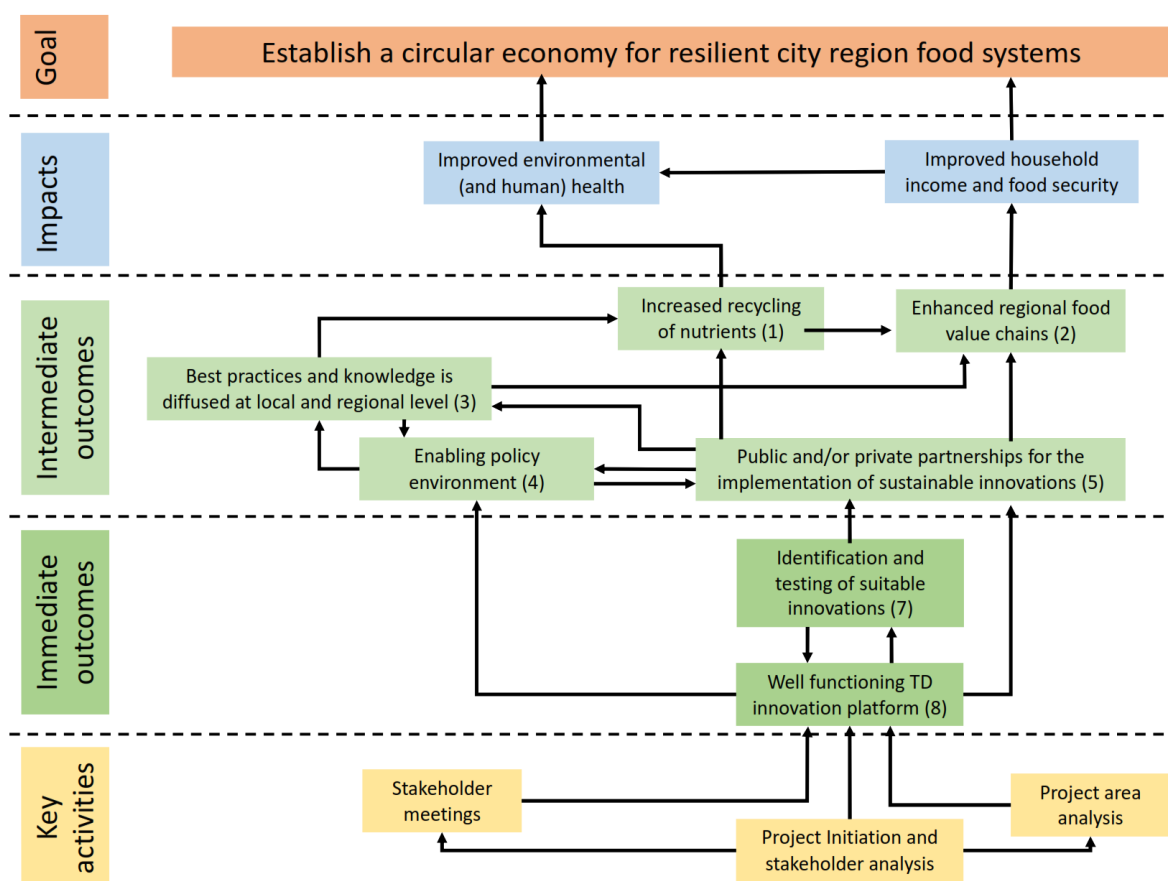 Goal
Establish a circular economy for resilient city region food systems
Impacts
Improved environmental
(and human) health
Improved household
income and food security
Intermediate
outcomes
Increased recycling
of nutrients (1)
Enhanced regional food
value chains (2)
Best practices and knowledge is
diffused at local and regional level (3)
Enabling policy
environment (4)
Public and/or private partnerships for the
implementation of sustainable innovations (5)
Immediate
outcomes
Identification and
testing of suitable
innovations (7)
Well functioning TD
innovation platform (8)
Key
activities
Stakeholder
meetings
Project Initiation and
stakeholder analysis
Project area
analysis